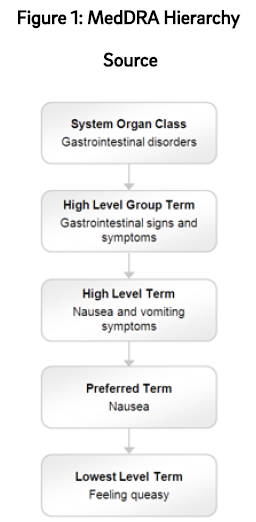 Figure 1: MedDRA Hierarchy
Source
System Organ Class
Gastrointestinal disorders
High Level Group Term
Gastrointestinal signs and
symptoms
High Level Term
Nausea and vomiting
symptoms
Preferred Term
Nausea
Lowest Level Term
Feeling queasy